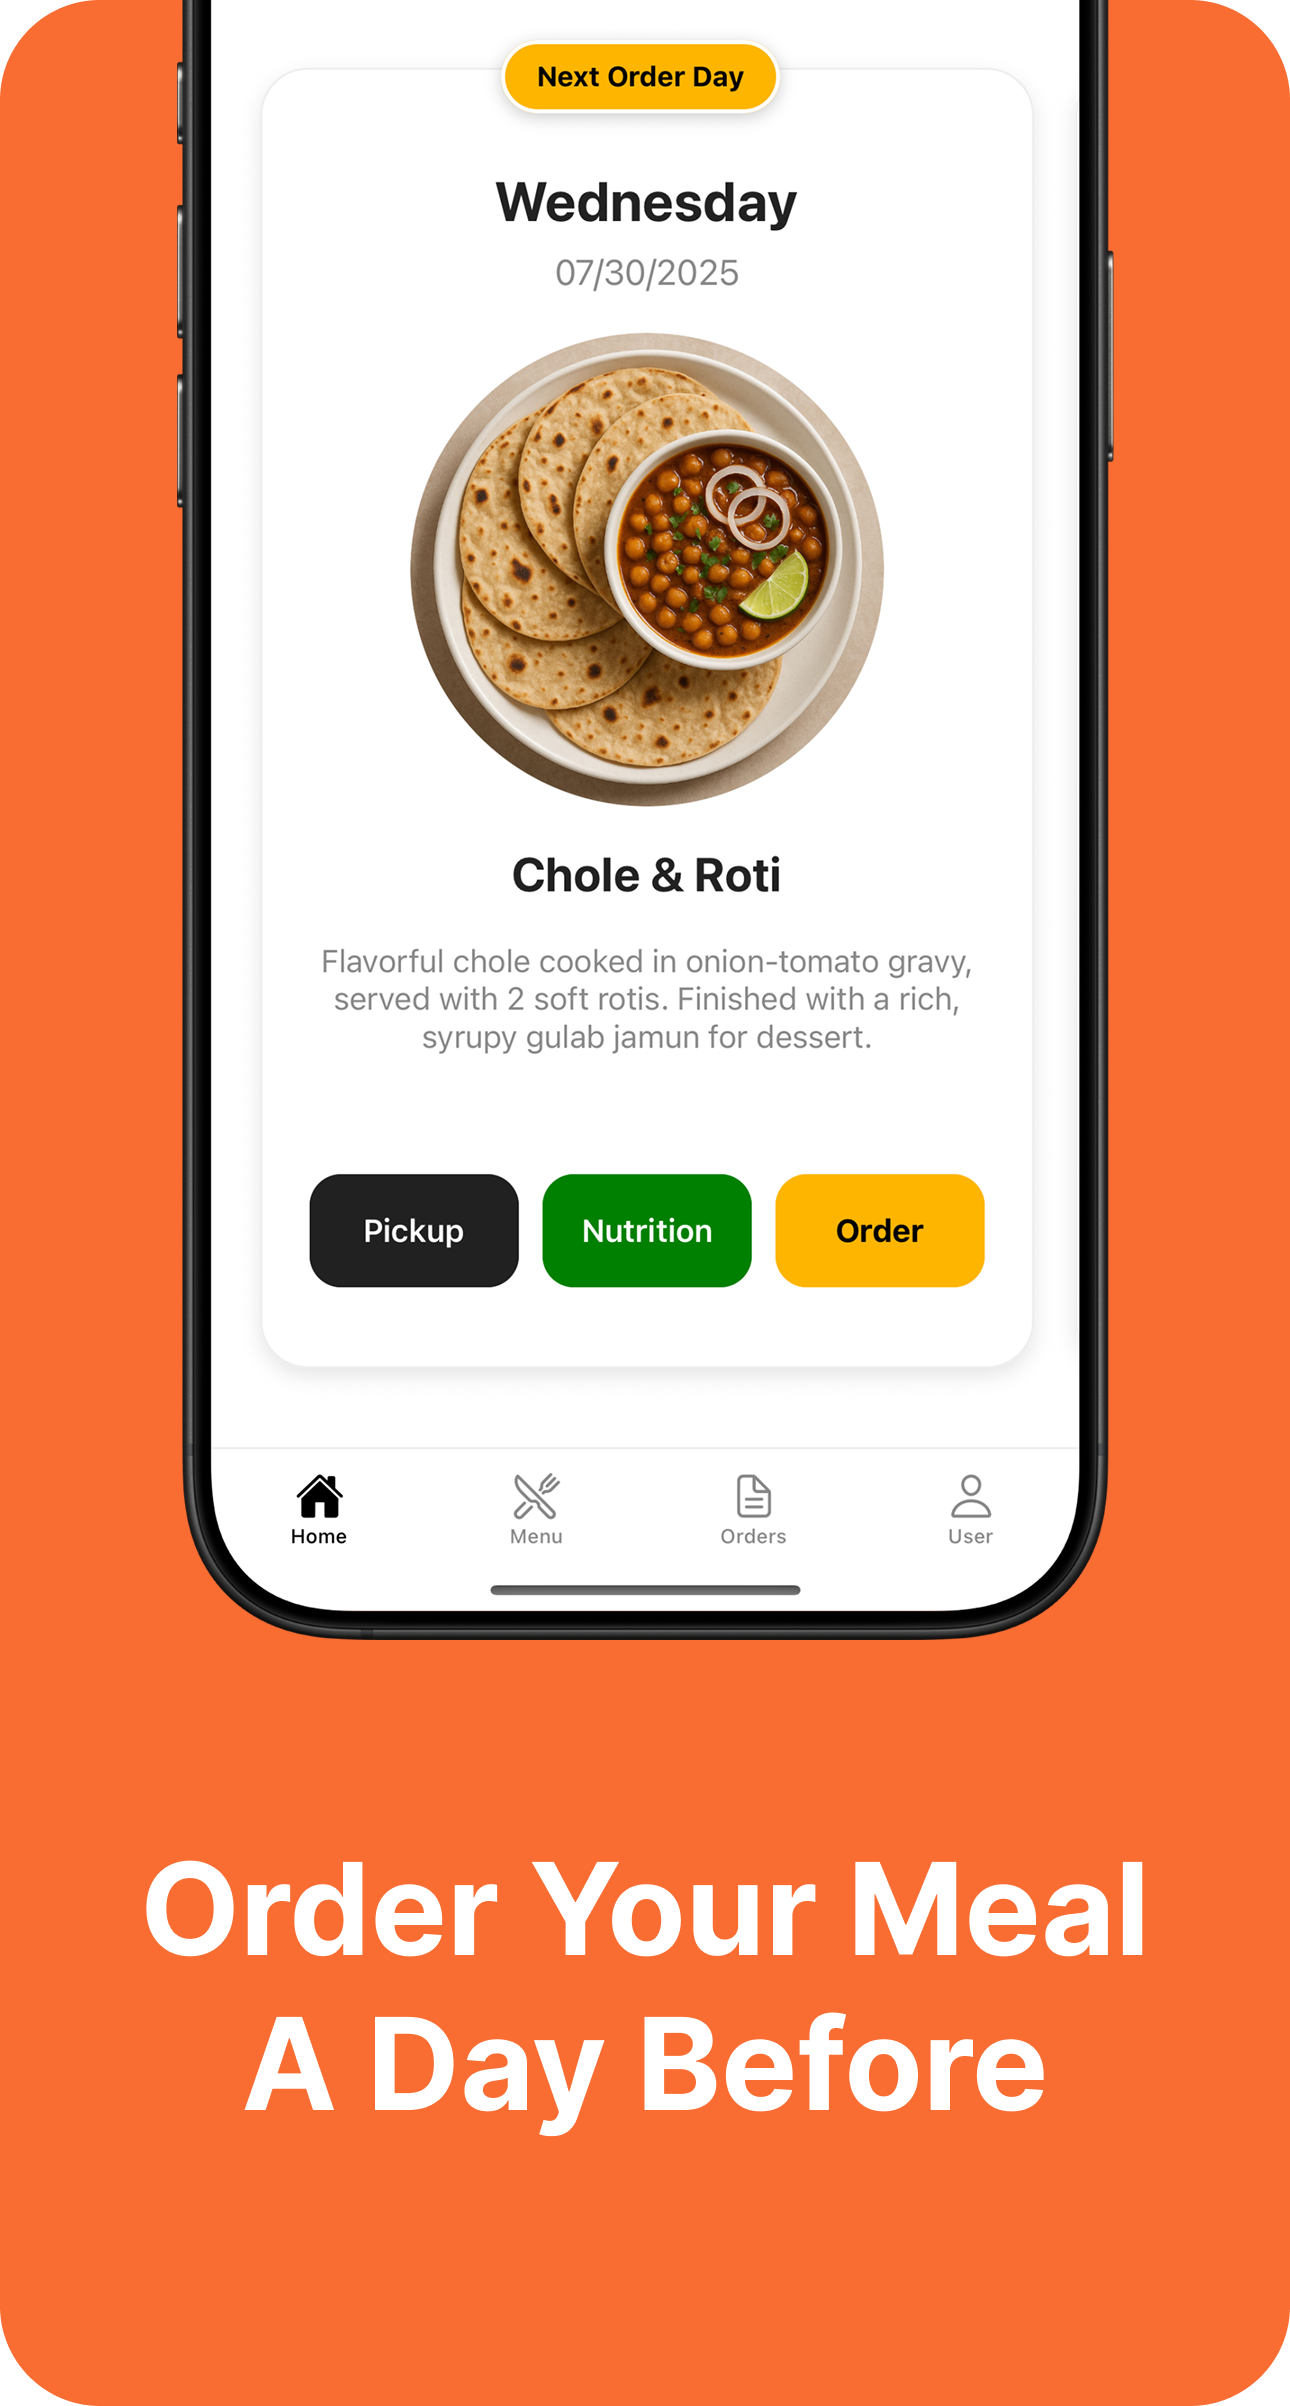 Next Order Day
Wednesday
07/30/2025
Chole & Roti
Flavorful chole cooked in onion-tomato gravy,
served with 2 soft rotis. Finished with a rich,
syrupy gulab jamun for dessert.
Pickup
Nutrition
Order
Home
Menu
Orders
User
Order Your Meal
A Day Before